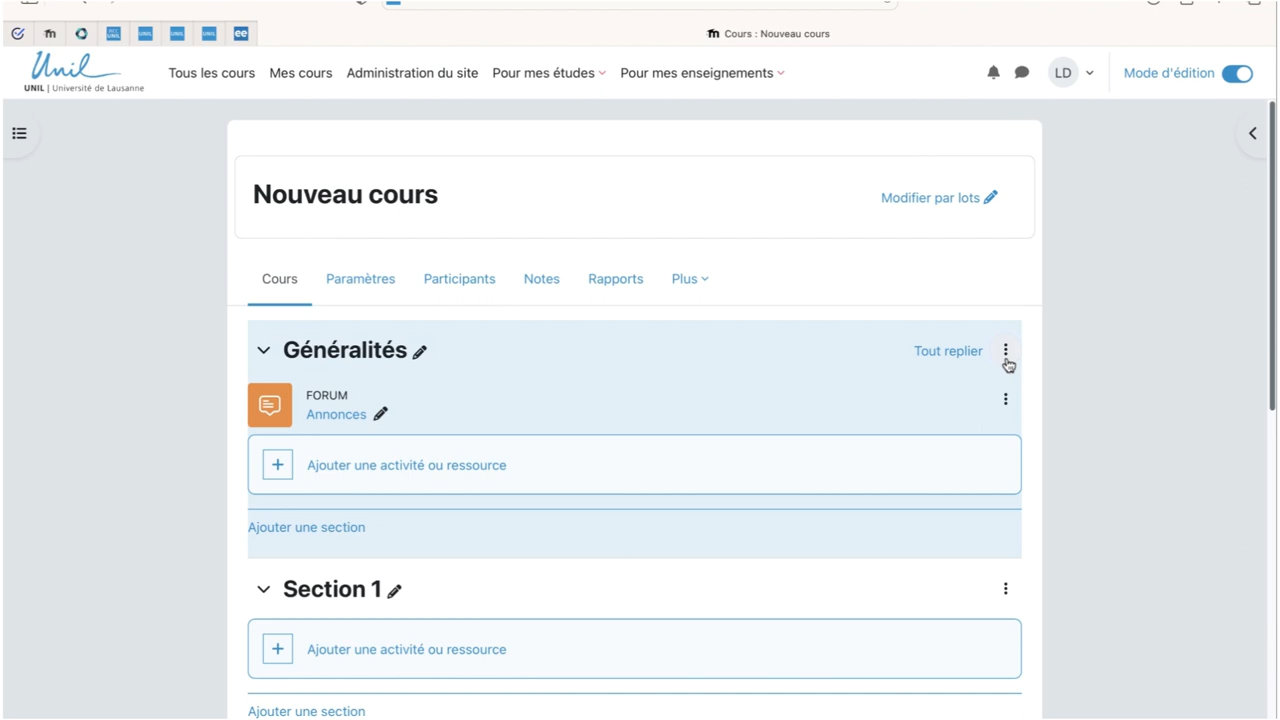 Cours : Nouveau cours
Unil
UNIL | Université de Lausanne
Tous les cours Mes cours Administration du site Pour mes études Pour mes enseignements
LD
Mode d'édition
Nouveau cours
Modifier par lots
Cours Paramètres Participants Notes Rapports Plus
Généralités
Tout replier
FORUM
Annonces
Ajouter une activité ou ressource
Ajouter une section
Section 1
Ajouter une activité ou ressource
Ajouter une section